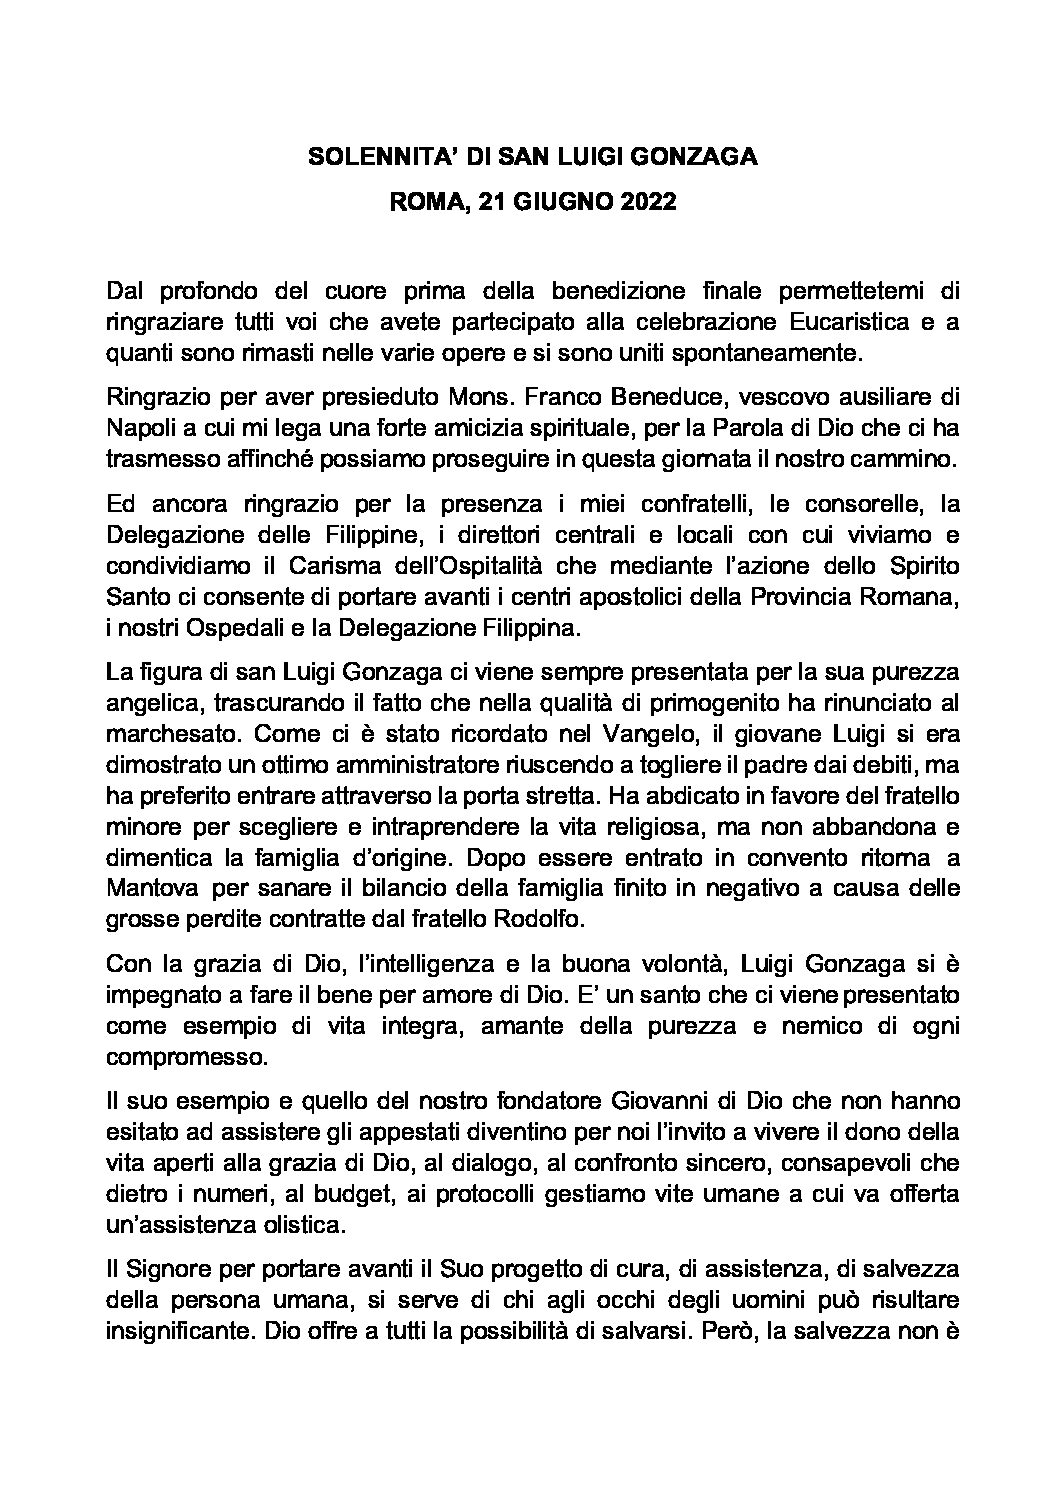 SOLENNITA’ DI SAN LUIGI GONZAGA
ROMA, 21 GIUGNO 2022
Dal profondo del cuore prima della benedizione finale permettetemi di
ringraziare tutti voi che avete partecipato alla celebrazione Eucaristica e a
quanti sono rimasti nelle varie opere e si sono uniti spontaneamente.
Ringrazio per aver presieduto Mons. Franco Beneduce, vescovo ausiliare di
Napoli a cui mi lega una forte amicizia spirituale, per la Parola di Dio che ci ha
trasmesso affinché possiamo proseguire in questa giornata il nostro cammino.
Ed ancora ringrazio per la presenza i miei confratelli, le consorelle, la
Delegazione delle Filippine, i direttori centrali e locali con cui viviamo e
condividiamo il Carisma dell’Ospitalità che mediante l’azione dello Spirito
Santo ci consente di portare avanti i centri apostolici della Provincia Romana,
i nostri Ospedali e la Delegazione Filippina.
La figura di san Luigi Gonzaga ci viene sempre presentata per la sua purezza
angelica, trascurando il fatto che nella qualità di primogenito ha rinunciato al
marchesato. Come ci è stato ricordato nel Vangelo, il giovane Luigi si era
dimostrato un ottimo amministratore riuscendo a togliere il padre dai debiti, ma
ha preferito entrare attraverso la porta stretta. Ha abdicato in favore del fratello
minore per scegliere e intraprendere la vita religiosa, ma non abbandona e
dimentica la famiglia d’origine. Dopo essere entrato in convento ritorna a
Mantova per sanare il bilancio della famiglia finito in negativo a causa delle
grosse perdite contratte dal fratello Rodolfo.
Con la grazia di Dio, l’intelligenza e la buona volontà, Luigi Gonzaga si è
impegnato a fare il bene per amore di Dio. E’ un santo che ci viene presentato
come esempio di vita integra, amante della purezza e nemico di ogni
compromesso.
Il suo esempio e quello del nostro fondatore Giovanni di Dio che non hanno
esitato ad assistere gli appestati diventino per noi l’invito a vivere il dono della
vita aperti alla grazia di Dio, al dialogo, al confronto sincero, consapevoli che
dietro i numeri, al budget, ai protocolli gestiamo vite umane a cui va offerta
un’assistenza olistica.
Il Signore per portare avanti il Suo progetto di cura, di assistenza, di salvezza
della persona umana, si serve di chi agli occhi degli uomini può risultare
insignificante. Dio offre a tutti la possibilità di salvarsi. Però, la salvezza non è